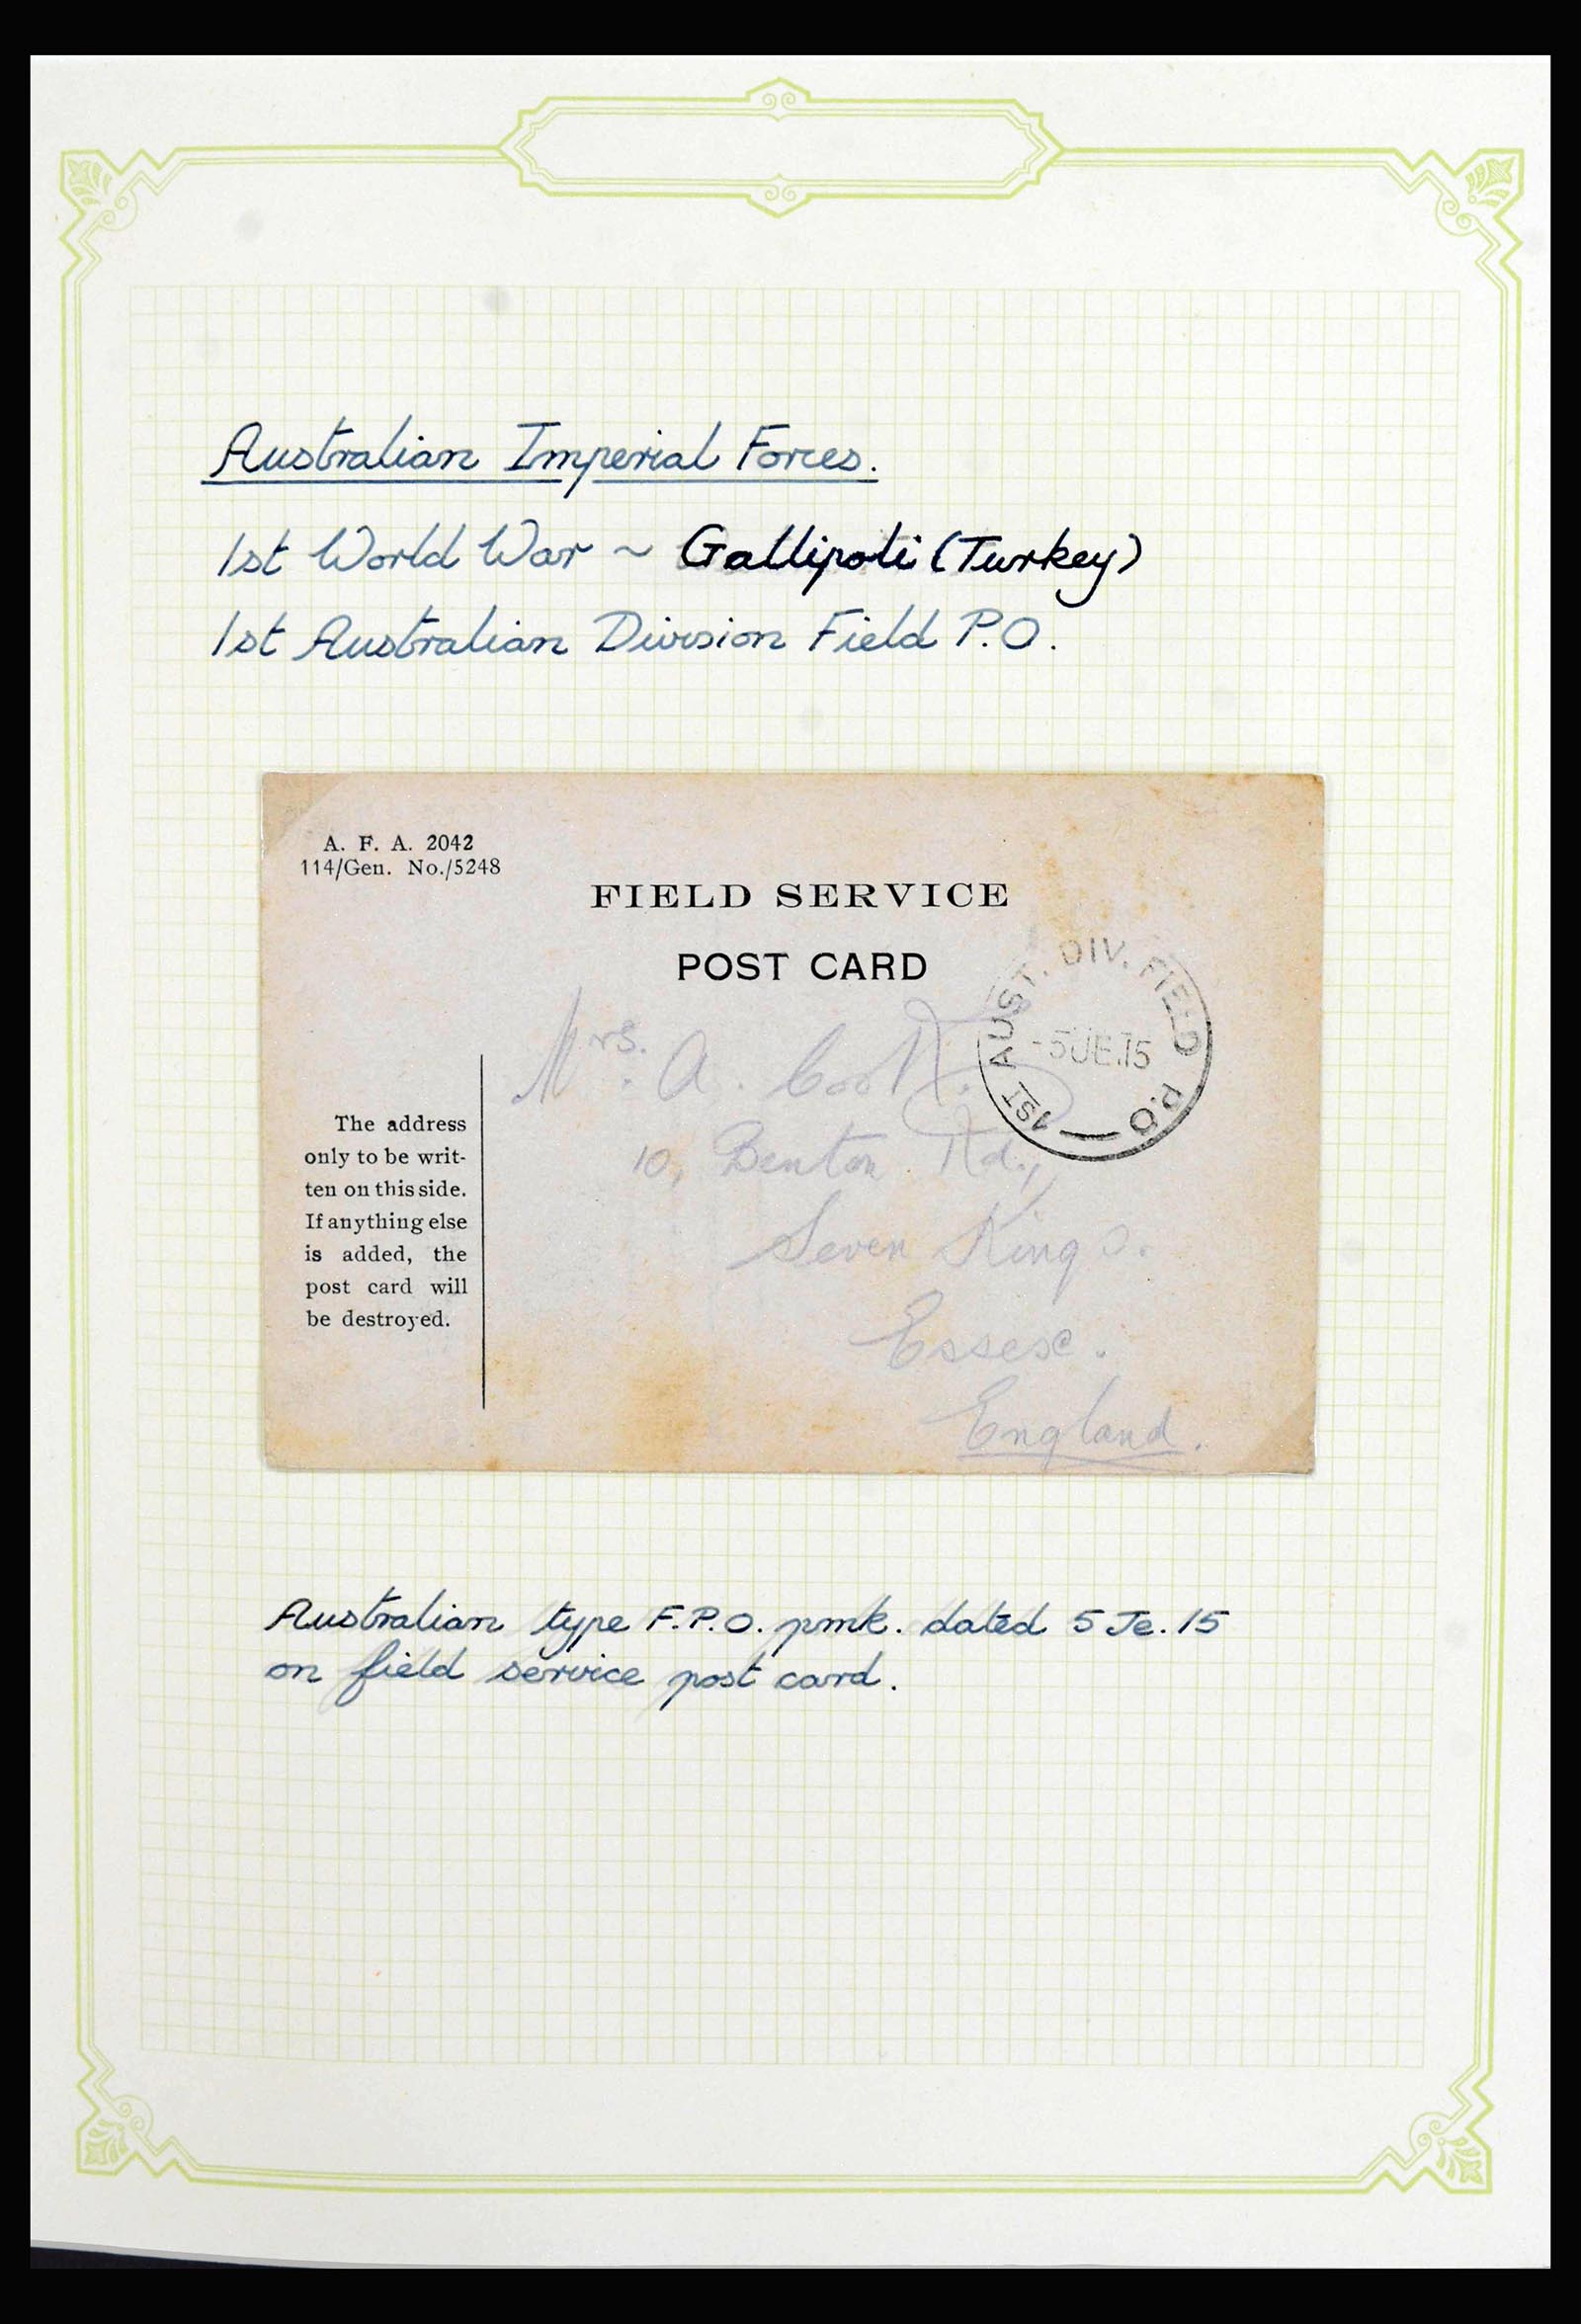 Australian Imperial Forces.
1st World War ~ Gallipoli (Turkey)
1st Australian Division Field P.O.
A. F. A. 2042
114/Gen. No./5248
FIELD SERVICE
POST CARD
1ST AUST. DIV. FIELD P.O
-5JE.15
Mrs. A. Cook.
10, Benton Rd.,
Seven Kings.
Essex.
England.
The address
only to be writ-
ten on this side.
If anything else
is added, the
post card will
be destroyed.
Australian type F.P.O. pmk. dated 5 Je. 15
on field service post card.